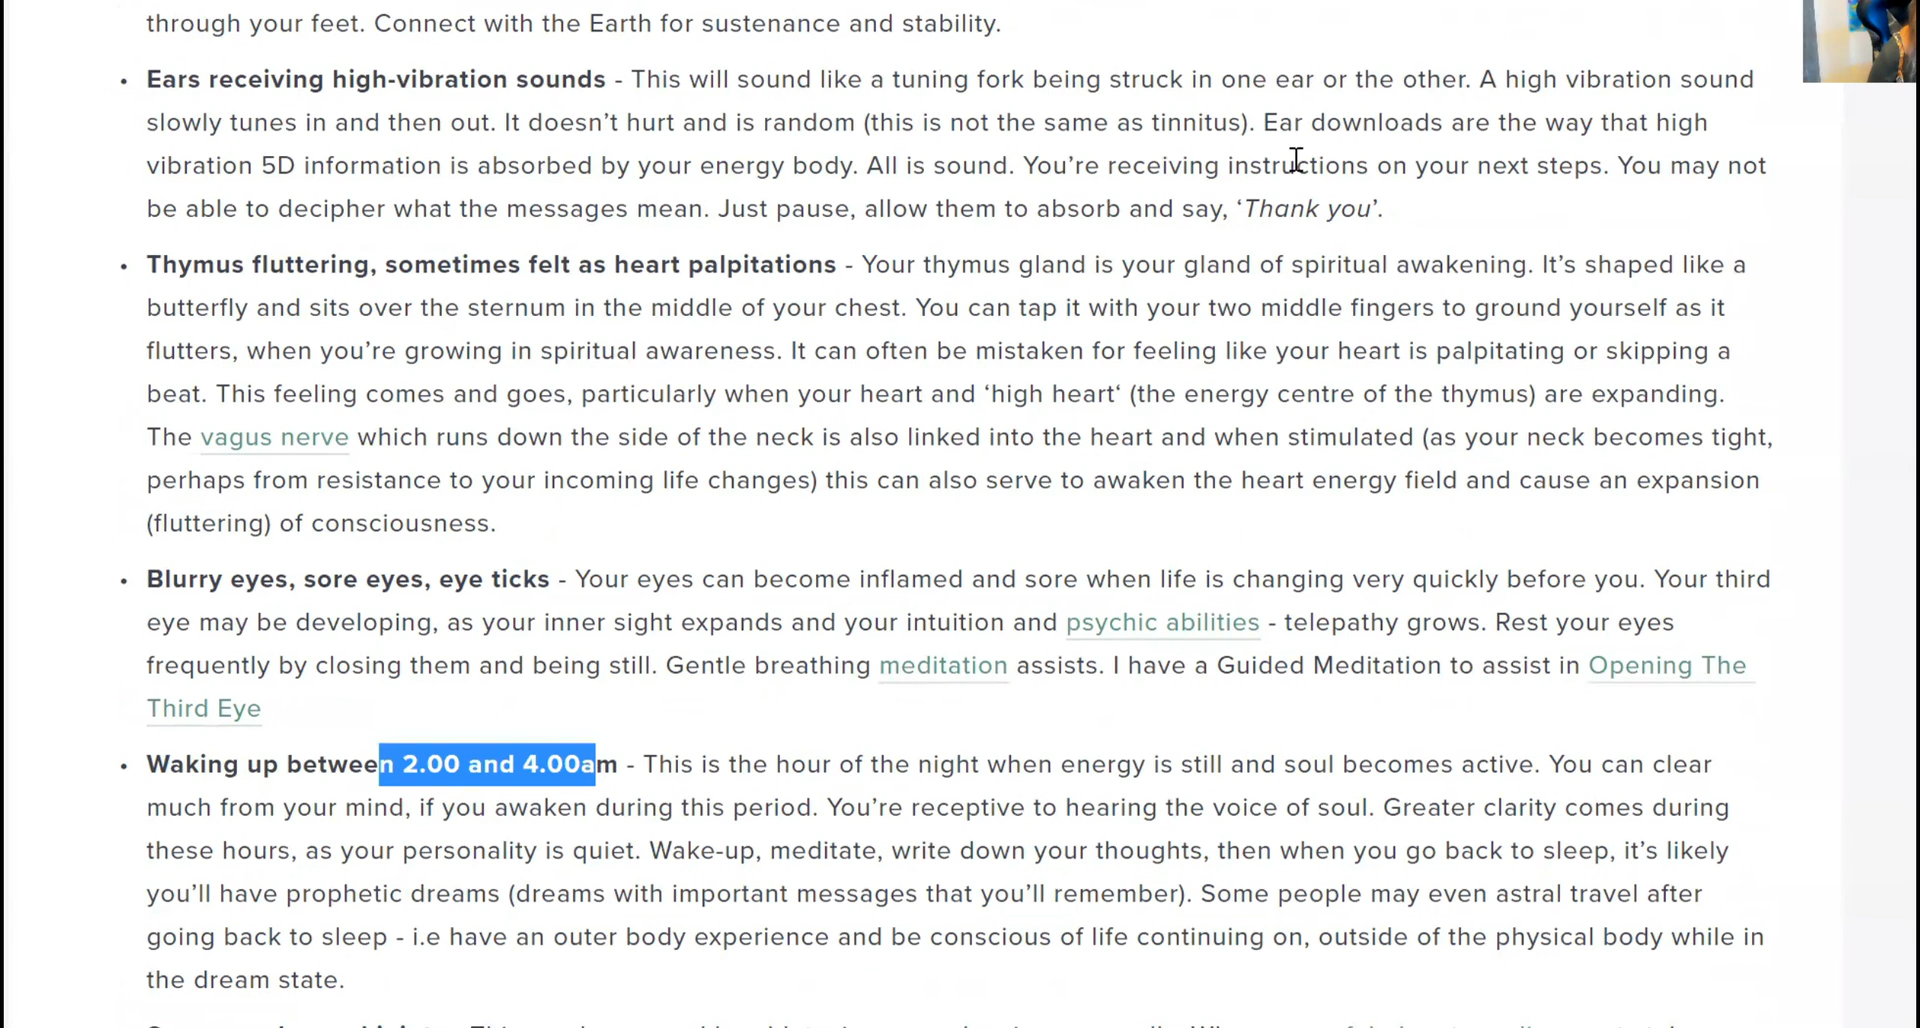 through your feet. Connect with the Earth for sustenance and stability.
• Ears receiving high-vibration sounds - This will sound like a tuning fork being struck in one ear or the other. A high vibration sound
slowly tunes in and then out. It doesn’t hurt and is random (this is not the same as tinnitus). Ear downloads are the way that high
vibration 5D information is absorbed by your energy body. All is sound. You’re receiving instructions on your next steps. You may not
be able to decipher what the messages mean. Just pause, allow them to absorb and say, ‘Thank you’.
• Thymus fluttering, sometimes felt as heart palpitations - Your thymus gland is your gland of spiritual awakening. It’s shaped like a
butterfly and sits over the sternum in the middle of your chest. You can tap it with your two middle fingers to ground yourself as it
flutters, when you’re growing in spiritual awareness. It can often be mistaken for feeling like your heart is palpitating or skipping a
beat. This feeling comes and goes, particularly when your heart and ‘high heart‘ (the energy centre of the thymus) are expanding.
The vagus nerve which runs down the side of the neck is also linked into the heart and when stimulated (as your neck becomes tight,
perhaps from resistance to your incoming life changes) this can also serve to awaken the heart energy field and cause an expansion
(fluttering) of consciousness.
• Blurry eyes, sore eyes, eye ticks - Your eyes can become inflamed and sore when life is changing very quickly before you. Your third
eye may be developing, as your inner sight expands and your intuition and psychic abilities - telepathy grows. Rest your eyes
frequently by closing them and being still. Gentle breathing meditation assists. I have a Guided Meditation to assist in Opening The
Third Eye
• Waking up between 2.00 and 4.00am - This is the hour of the night when energy is still and soul becomes active. You can clear
much from your mind, if you awaken during this period. You’re receptive to hearing the voice of soul. Greater clarity comes during
these hours, as your personality is quiet. Wake-up, meditate, write down your thoughts, then when you go back to sleep, it’s likely
you’ll have prophetic dreams (dreams with important messages that you’ll remember). Some people may even astral travel after
going back to sleep - i.e have an outer body experience and be conscious of life continuing on, outside of the physical body while in
the dream state.